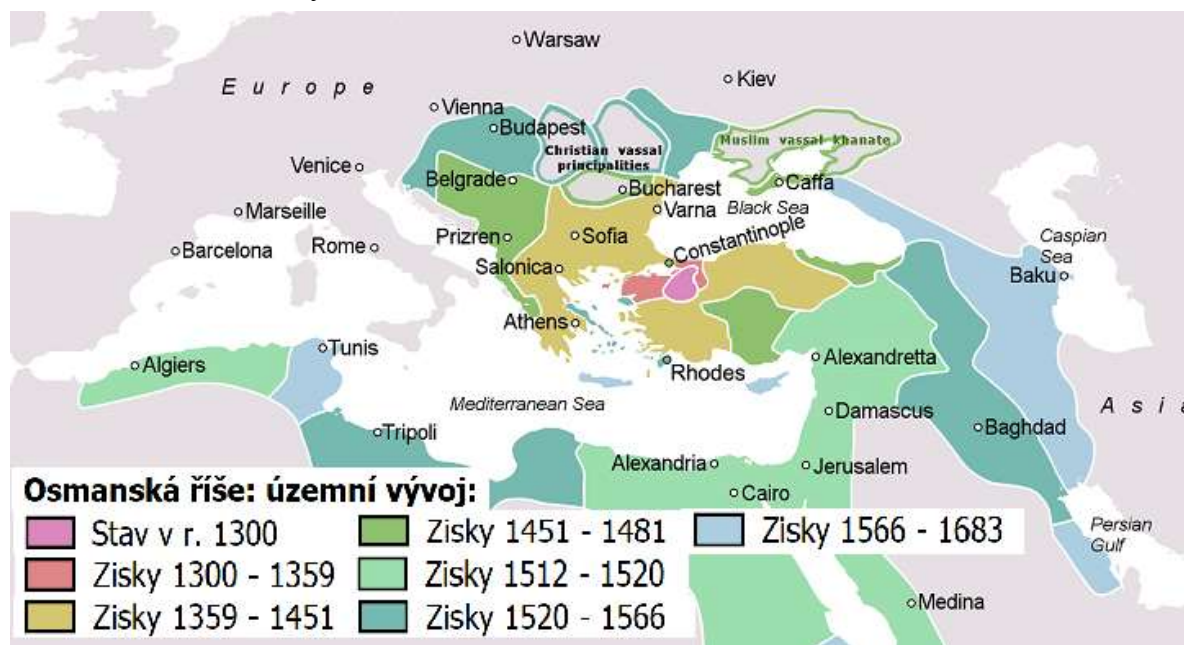 Warsaw
Kiev
Europe
Vienna
Budapest
Christian vassal
principalities
Muslim vassal khanate
Venice
Belgrade
Bucharest
Caffa
Marseille
Varna
Black Sea
Barcelona
Rome
Prizren
Sofia
Constantinople
Caspian
Sea
Salonica
Baku
Athens
Algiers
Tunis
Rhodes
Alexandretta
Mediterranean Sea
Damascus
Asia
Tripoli
Baghdad
Alexandria
Jerusalem
Cairo
Persian
Gulf
Medina
Osmanská říše: územní vývoj:
Stav v r. 1300
Zisky 1300 - 1359
Zisky 1359 - 1451
Zisky 1451 - 1481
Zisky 1512 - 1520
Zisky 1520 - 1566
Zisky 1566 - 1683